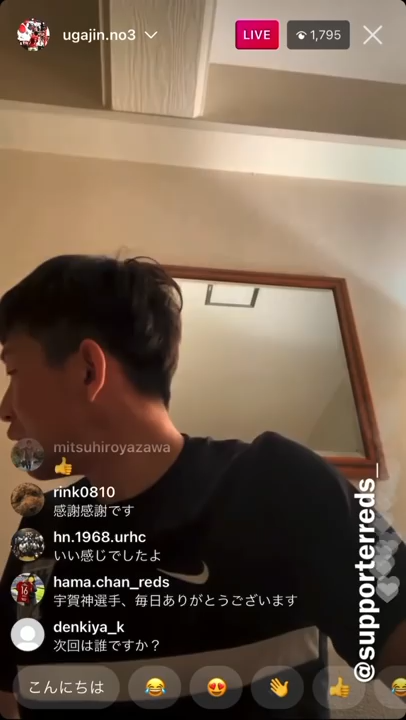 ugajin.no3
LIVE
1,795
mitsuhiroyazawa
👍
rink0810
感謝感謝です
hn.1968.urhc
いい感じでしたよ
hama.chan_reds
宇賀神選手、毎日ありがとうございます
denkiya_k
次回は誰ですか？
こんにちは
@supporterreds_